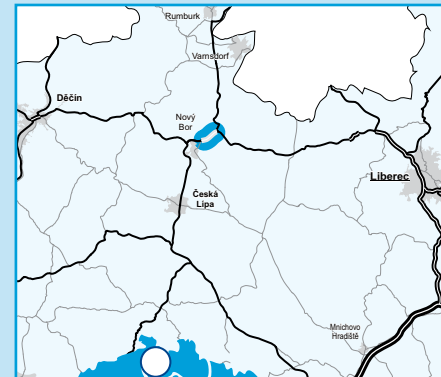 Rumburk
Varnsdorf
Děčín
Nový
Bor
Liberec
Česká
Lípa
Mnichovo
Hradiště